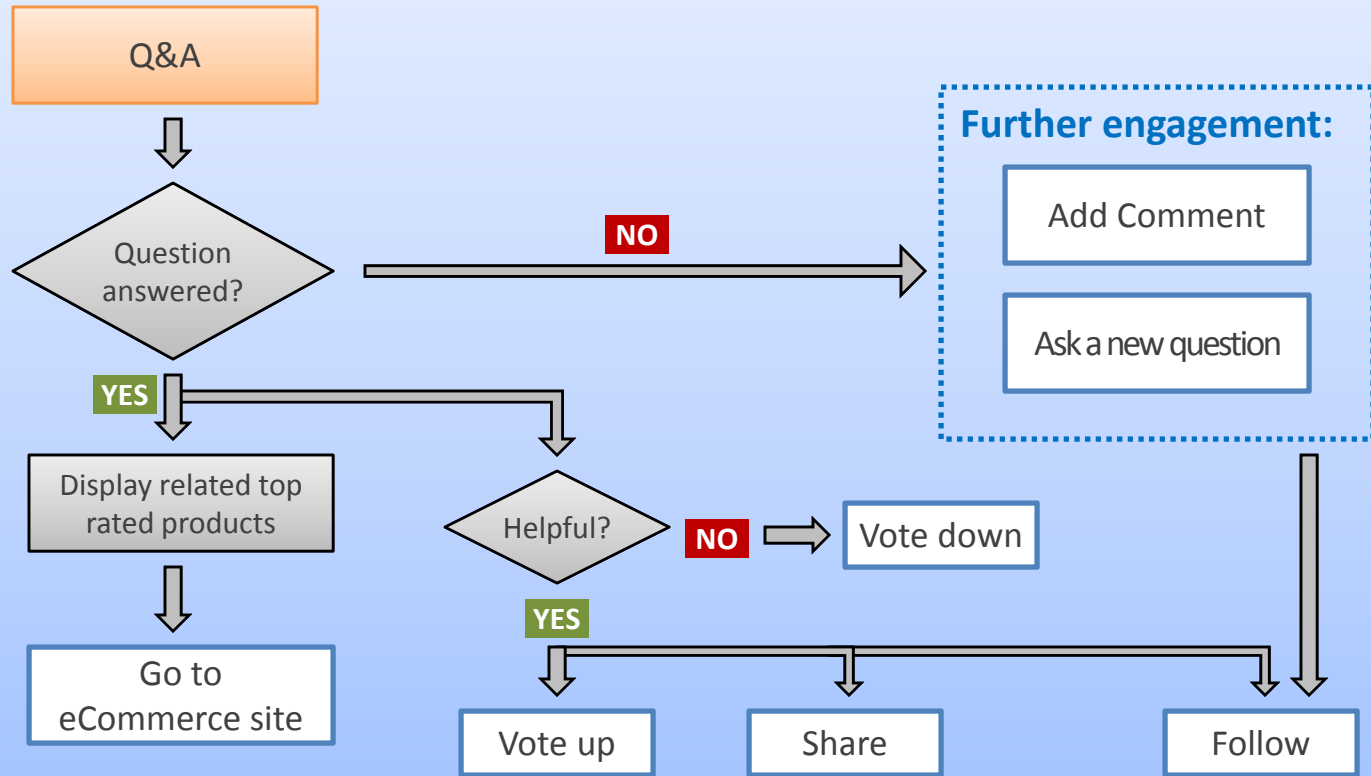 Q&A
Question
answered?
NO
Further engagement:
Add Comment
Ask a new question
YES
Display related top
rated products
Helpful?
NO
Vote down
YES
Go to
eCommerce site
Vote up
Share
Follow